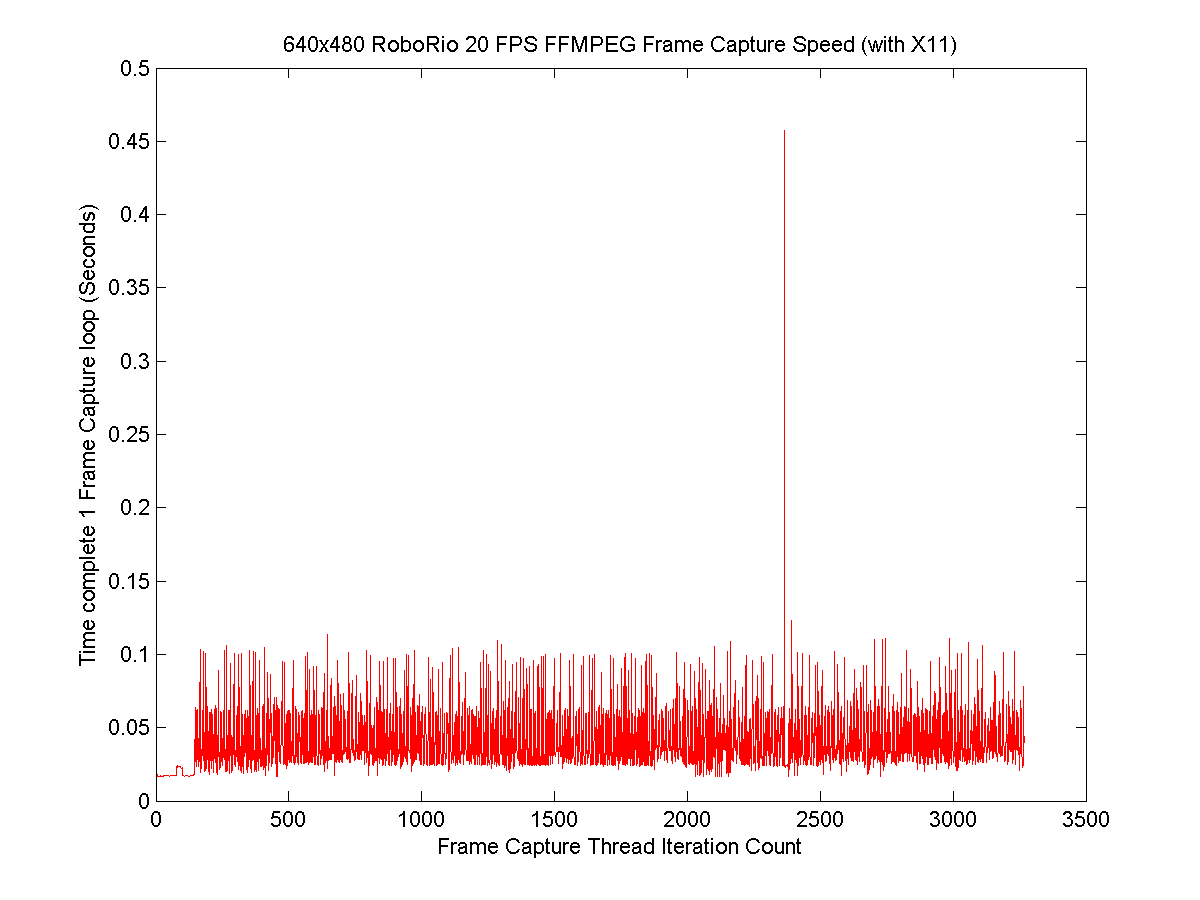 640x480 RoboRio 20 FPS FFMPEG Frame Capture Speed (with X11)
0.5
0.45
0.4
0.35
0.3
0.25
0.2
0.15
0.1
0.05
0
Time complete 1 Frame Capture loop (Seconds)
0 500 1000 1500 2000 2500 3000 3500
Frame Capture Thread Iteration Count